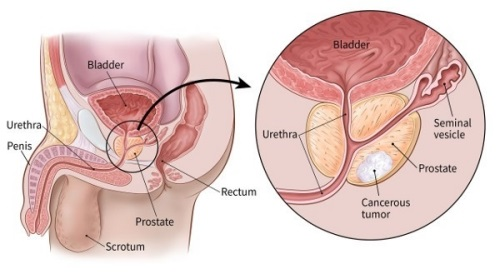 Bladder
Urethra
Penis
Rectum
Prostate
Scrotum
Bladder
Urethra
Seminal
vesicle
Prostate
Cancerous
tumor